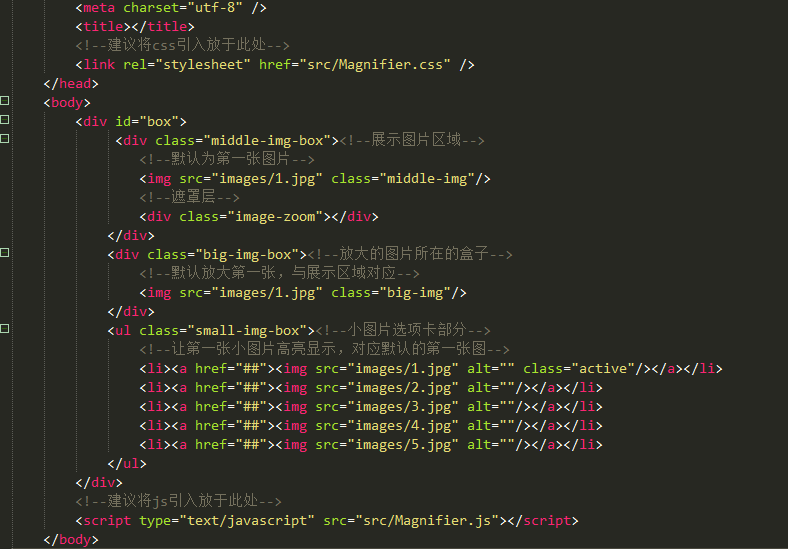 <meta charset="utf-8" />
<title></title>
<!--建议将css引入放于此处-->
<link rel="stylesheet" href="src/Magnifier.css" />
</head>
<body>
<div id="box">
<div class="middle-img-box"><!--展示图片区域-->
<!--默认为第一张图片-->
<img src="images/1.jpg" class="middle-img"/>
<!--遮罩层-->
<div class="image-zoom"></div>
</div>
<div class="big-img-box"><!--放大的图片所在的盒子-->
<!--默认放大第一张，与展示区域对应-->
<img src="images/1.jpg" class="big-img"/>
</div>
<ul class="small-img-box"><!--小图片选项卡部分-->
<!--让第一张小图片高亮显示，对应默认的第一张图-->
<li><a href="##"><img src="images/1.jpg" alt="" class="active"/></a></li>
<li><a href="##"><img src="images/2.jpg" alt=""/></a></li>
<li><a href="##"><img src="images/3.jpg" alt=""/></a></li>
<li><a href="##"><img src="images/4.jpg" alt=""/></a></li>
<li><a href="##"><img src="images/5.jpg" alt=""/></a></li>
</ul>
</div>
<!--建议将js引入放于此处-->
<script type="text/javascript" src="src/Magnifier.js"></script>
</body>